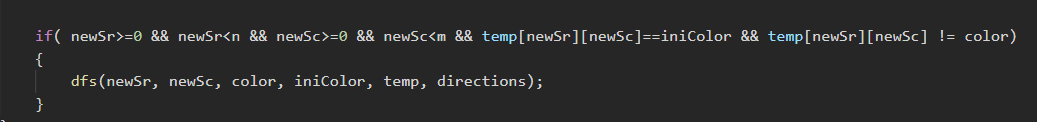 if( newSr>=0 && newSr<n && newSc>=0 && newSc<m && temp[newSr][newSc]==iniColor && temp[newSr][newSc] != color)
{
dfs(newSr, newSc, color, iniColor, temp, directions);
}